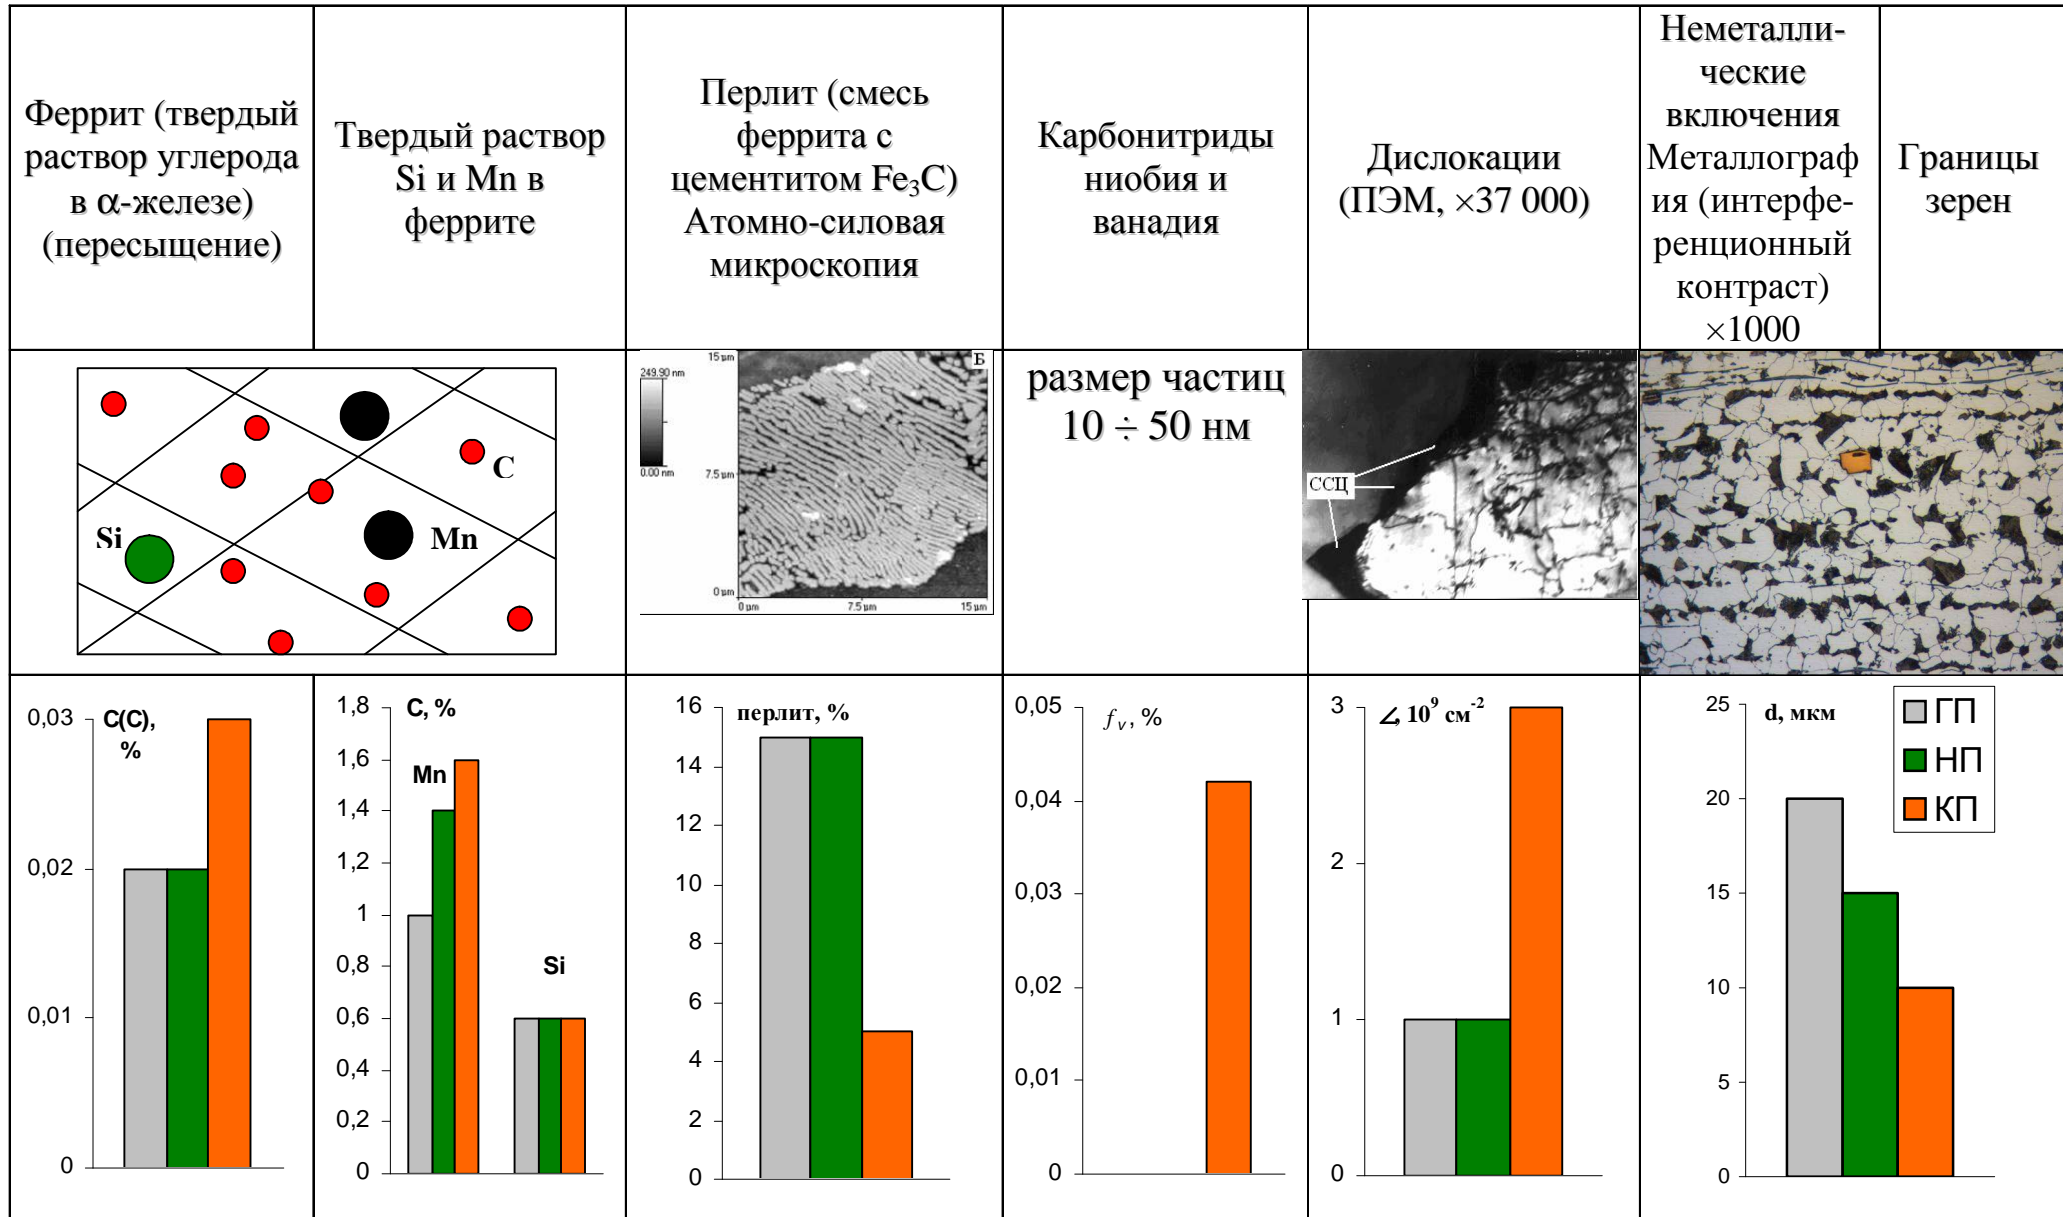 Феррит (твердый
раствор углерода
в α-железе)
(пересыщение)
Твердый раствор
Si и Mn в
феррите
Перлит (смесь
феррита с
цементитом Fe₃C)
Атомно-силовая
микроскопия
Карбонитриды
ниобия и
ванадия
Дислокации
(ПЭМ, ×37 000)
Неметалли-
ческие
включения
Металлограф
ия (интерфе-
ренционный
контраст)
×1000
Границы
зерен
C
Si
Mn
249.90 nm
0.00 nm
15 μm
7.5 μm
0 μm
Б
0 μm
7.5 μm
15 μm
размер частиц
10 ÷ 50 нм
ССЦ
C(C),
%
0,03
0,02
0,01
0
C, %
Mn
Si
1,8
1,6
1,4
1,2
1
0,8
0,6
0,4
0,2
0
перлит, %
16
14
12
10
8
6
4
2
0
fᵥ, %
0,05
0,04
0,03
0,02
0,01
0
∠, 10⁹ см⁻²
3
2
1
0
d, мкм
25
20
15
10
5
0
ГП
НП
КП